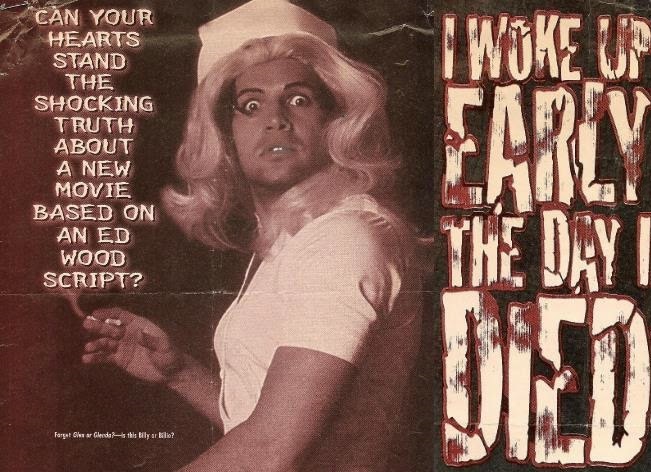 CAN YOUR
HEARTS
STAND
THE
SHOCKING
TRUTH
ABOUT
A NEW
MOVIE
BASED ON
AN ED
WOOD
SCRIPT?
Forget Glen or Glenda?—is this Billy or Billie?
I WOKE UP
EARLY
THE DAY I
DIED